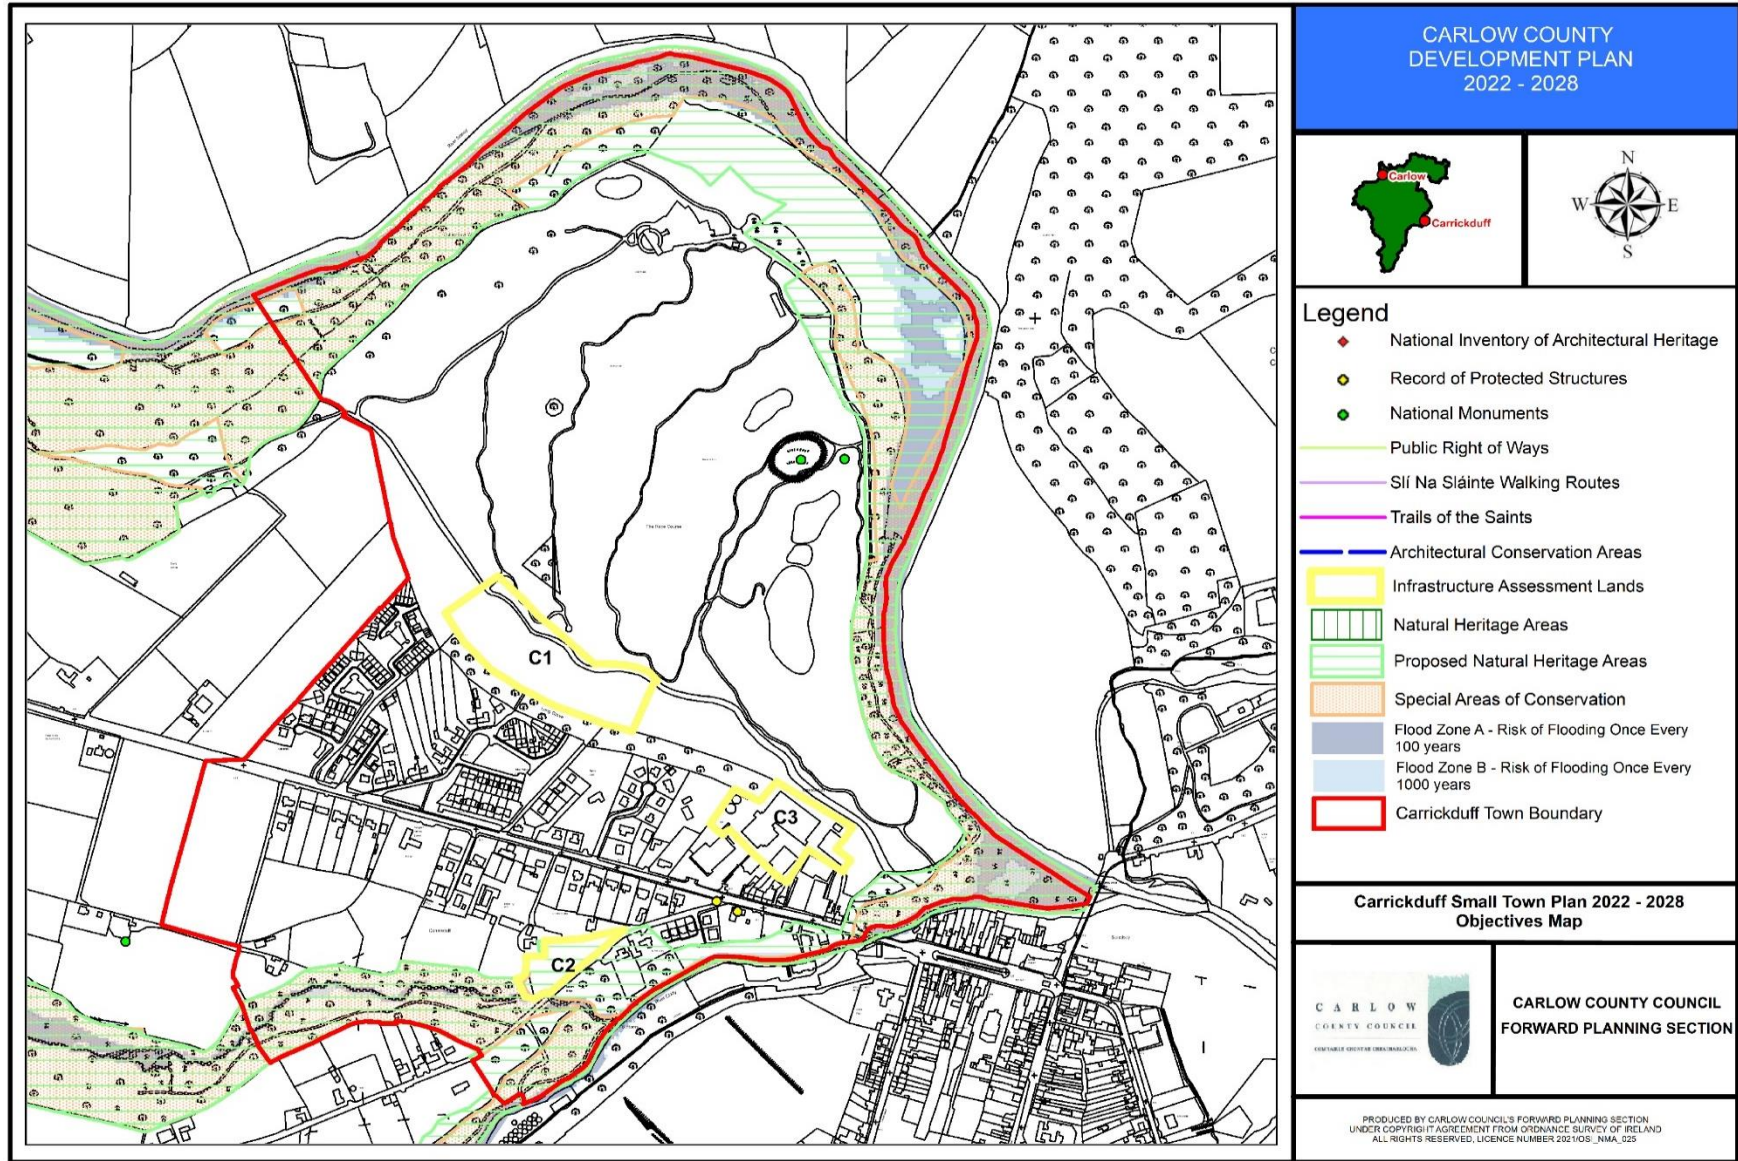 CARLOW COUNTY
DEVELOPMENT PLAN
2022 - 2028
Carlow
Carrickduff
N
W
E
S
Legend
National Inventory of Architectural Heritage
Record of Protected Structures
National Monuments
Public Right of Ways
Slí Na Sláinte Walking Routes
Trails of the Saints
Architectural Conservation Areas
Infrastructure Assessment Lands
Natural Heritage Areas
Proposed Natural Heritage Areas
Special Areas of Conservation
Flood Zone A - Risk of Flooding Once Every
100 years
Flood Zone B - Risk of Flooding Once Every
1000 years
Carrickduff Town Boundary
Carrickduff Small Town Plan 2022 - 2028
Objectives Map
CARLOW
COUNTY COUNCIL
CARLOW COUNTY COUNCIL
FORWARD PLANNING SECTION
PRODUCED BY CARLOW COUNCIL'S FORWARD PLANNING SECTION
UNDER COPYRIGHT AGREEMENT FROM ORDNANCE SURVEY OF IRELAND
ALL RIGHTS RESERVED, LICENCE NUMBER 2021/OSI_NMA_025
The Race Course
C1
C3
C2